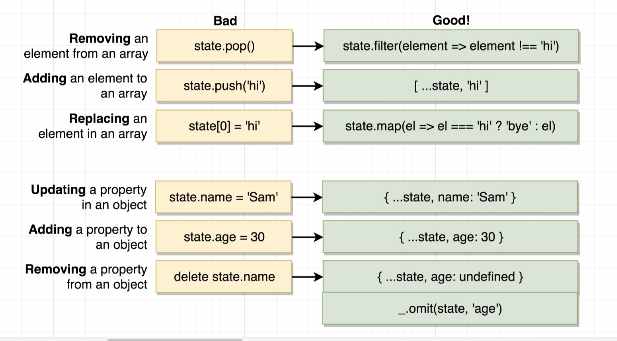 Bad
Good!
Removing an
element from an array
state.pop()
state.filter(element => element !== 'hi')
Adding an element to
an array
state.push('hi')
[ ...state, 'hi' ]
Replacing an
element in an array
state[0] = 'hi'
state.map(el => el === 'hi' ? 'bye' : el)
Updating a property
in an object
state.name = 'Sam'
{ ...state, name: 'Sam' }
Adding a property to
an object
state.age = 30
{ ...state, age: 30 }
Removing a property
from an object
delete state.name
{ ...state, age: undefined }
_.omit(state, 'age')